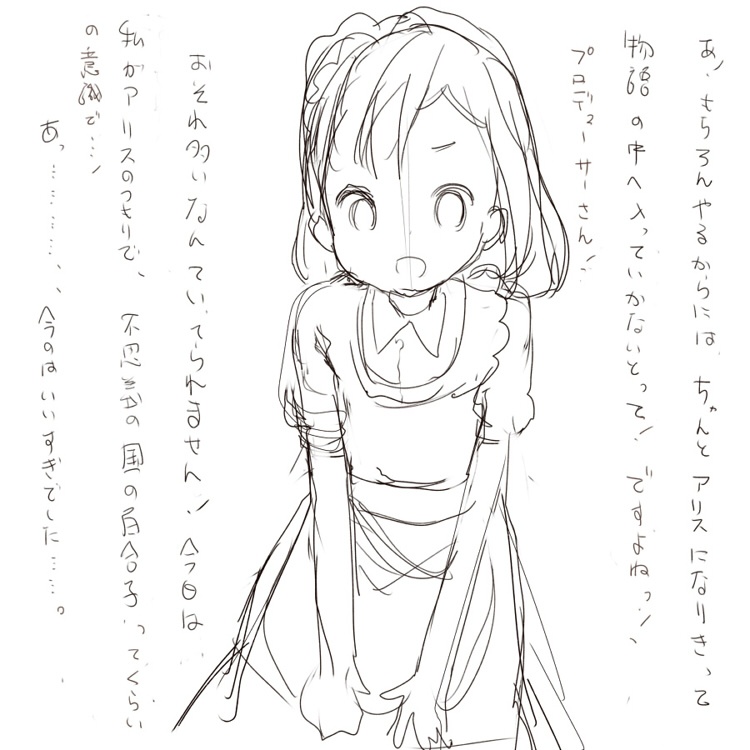 あ、もちろんやるからには、ちゃんとアリスになりきって
物語の中へ入っていかないとって! ですよねっ!、
プロデューサーさん!
おそれ多いなんていってられません! 今日は
私がアリスのつもりで、不思議の国の百合子ってくらい
の意識で…!
あっ…………、、今のはいいすぎでした……。